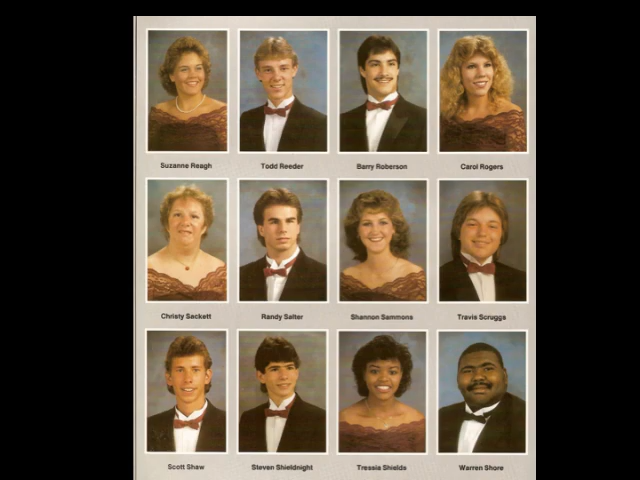 Suzanne Reagh
Todd Reeder
Barry Roberson
Carol Rogers
Christy Sackett
Randy Salter
Shannon Sammons
Travis Scruggs
Scott Shaw
Steven Shieldnight
Tressia Shields
Warren Shore